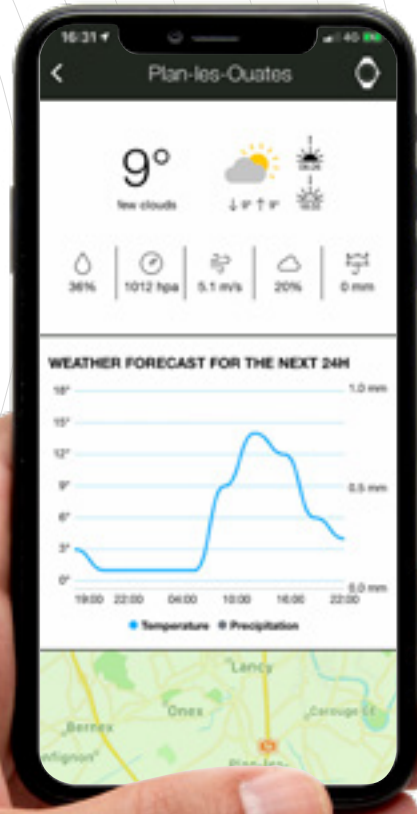 16:31 4G
Plan-les-Ouates
9°
few clouds
36% 1012 hpa 5.1 m/s 20% 0 mm
WEATHER FORECAST FOR THE NEXT 24H
18° 1.0 mm
15°
12°
9° 0.5 mm
6°
3°
0° 0.0 mm
19:00 22:00 04:00 10:00 16:00 22:00
Temperature Precipitation
Lancy
Onex Carouge GE
Bernex